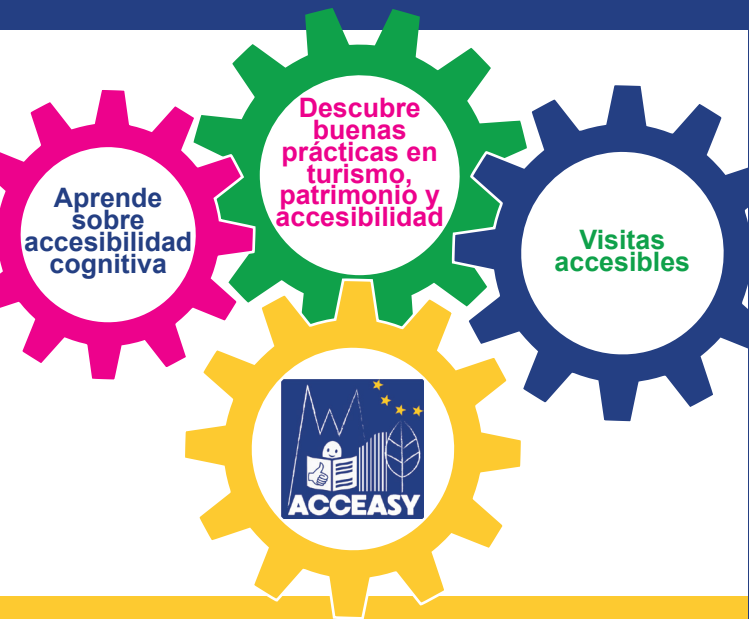 Descubre
buenas
prácticas en
turismo,
patrimonio y
accesibilidad
Aprende
sobre
accesibilidad
cognitiva
Visitas
accesibles
ACCEASY